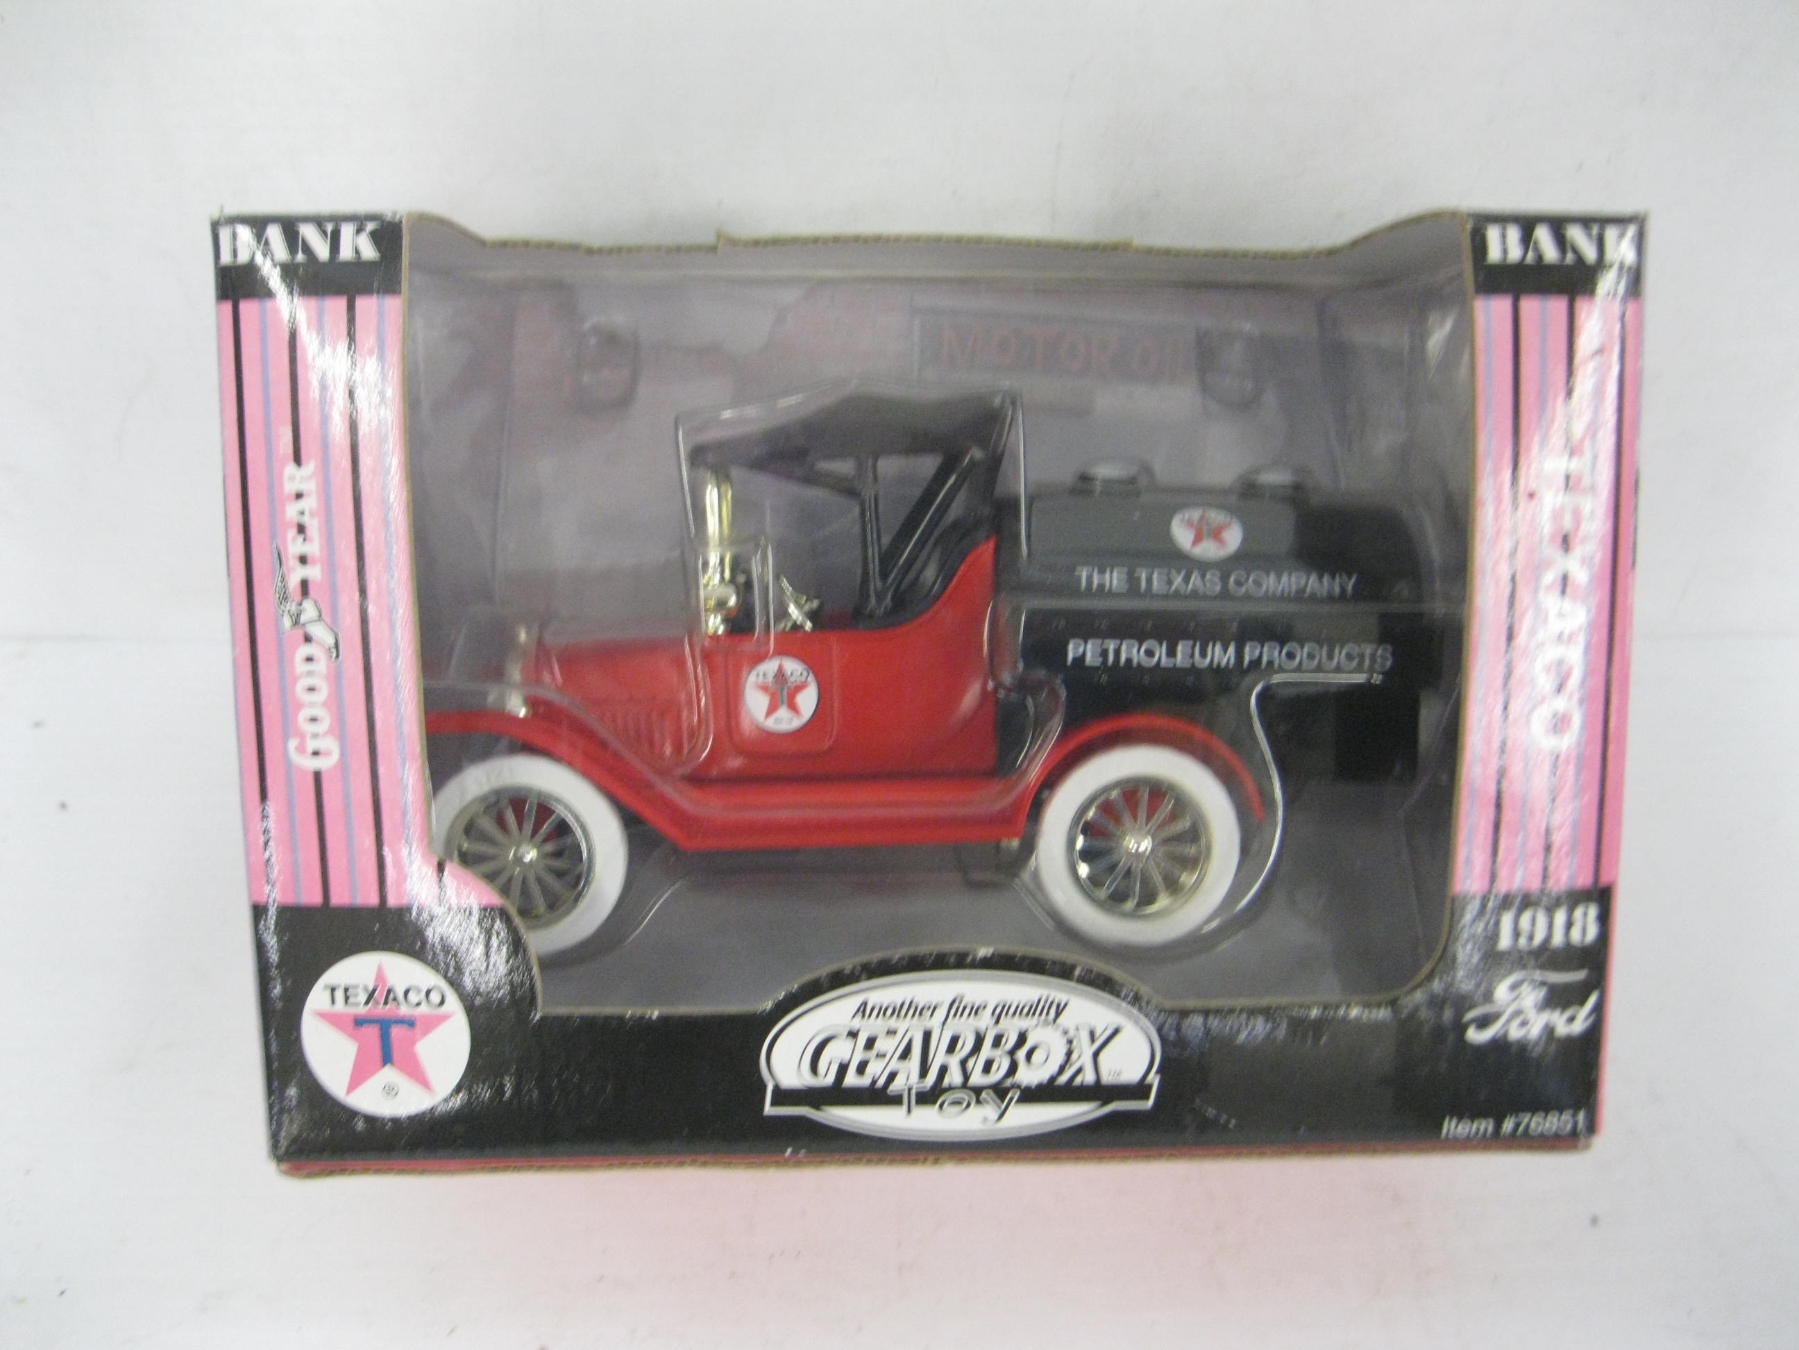 BANK
BANK
MOTOR OIL
GOOD YEAR
TEXACO
THE TEXAS COMPANY
PETROLEUM PRODUCTS
TEXACO
T
1918
Ford
TEXACO
T
®
Another fine quality
GEARBOX
Toy
Item #76851